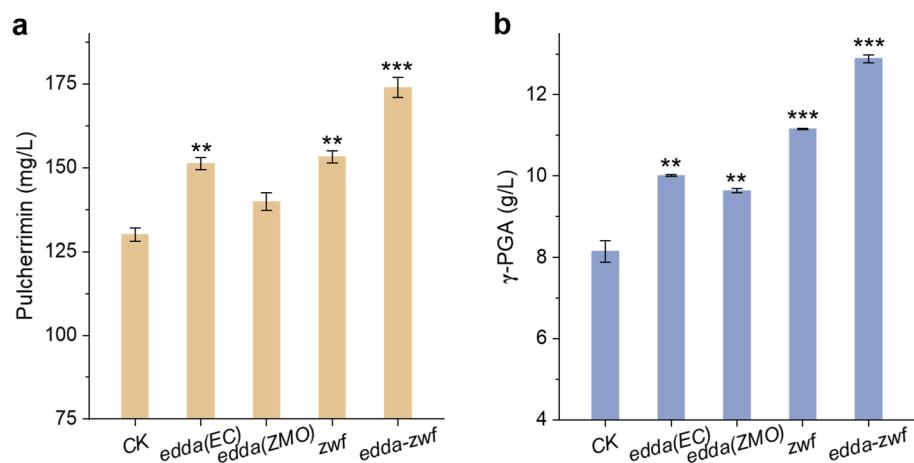 a
Pulcherrimin (mg/L)
175
150
125
100
75
**
**
***
CK
edda(EC)
edda(ZMO)
zwf
edda-zwf
b
γ-PGA (g/L)
12
10
8
6
4
**
**
***
***
CK
edda(EC)
edda(ZMO)
zwf
edda-zwf